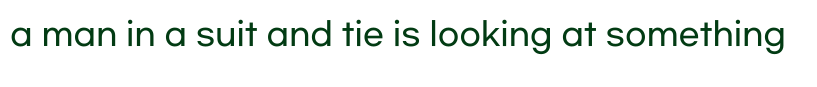 a man in a suit and tie is looking at something